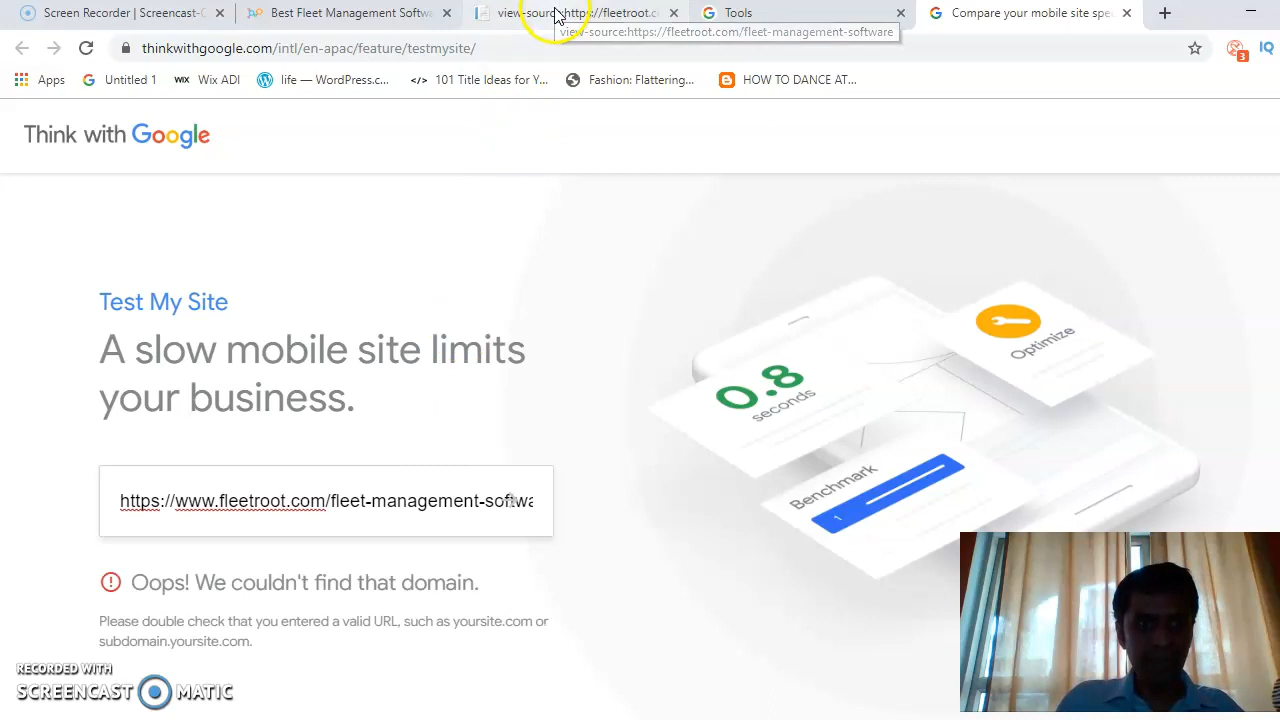 Screen Recorder | Screencast-O
Best Fleet Management Softwa
view-source:https://fleetroot.c
Tools
Compare your mobile site spe
view-source:https://fleetroot.com/fleet-management-software
thinkwithgoogle.com/intl/en-apac/feature/testmysite/
3
IQ
Apps
Untitled 1
WIX Wix ADI
life — WordPress.c...
</> 101 Title Ideas for Y...
Fashion: Flattering...
HOW TO DANCE AT...
Think with Google
Test My Site
A slow mobile site limits
your business.
https://www.fleetroot.com/fleet-management-softwa
Oops! We couldn't find that domain.
Please double check that you entered a valid URL, such as yoursite.com or
subdomain.yoursite.com.
0.8
seconds
Optimize
Benchmark
1
RECORDED WITH
SCREENCAST MATIC